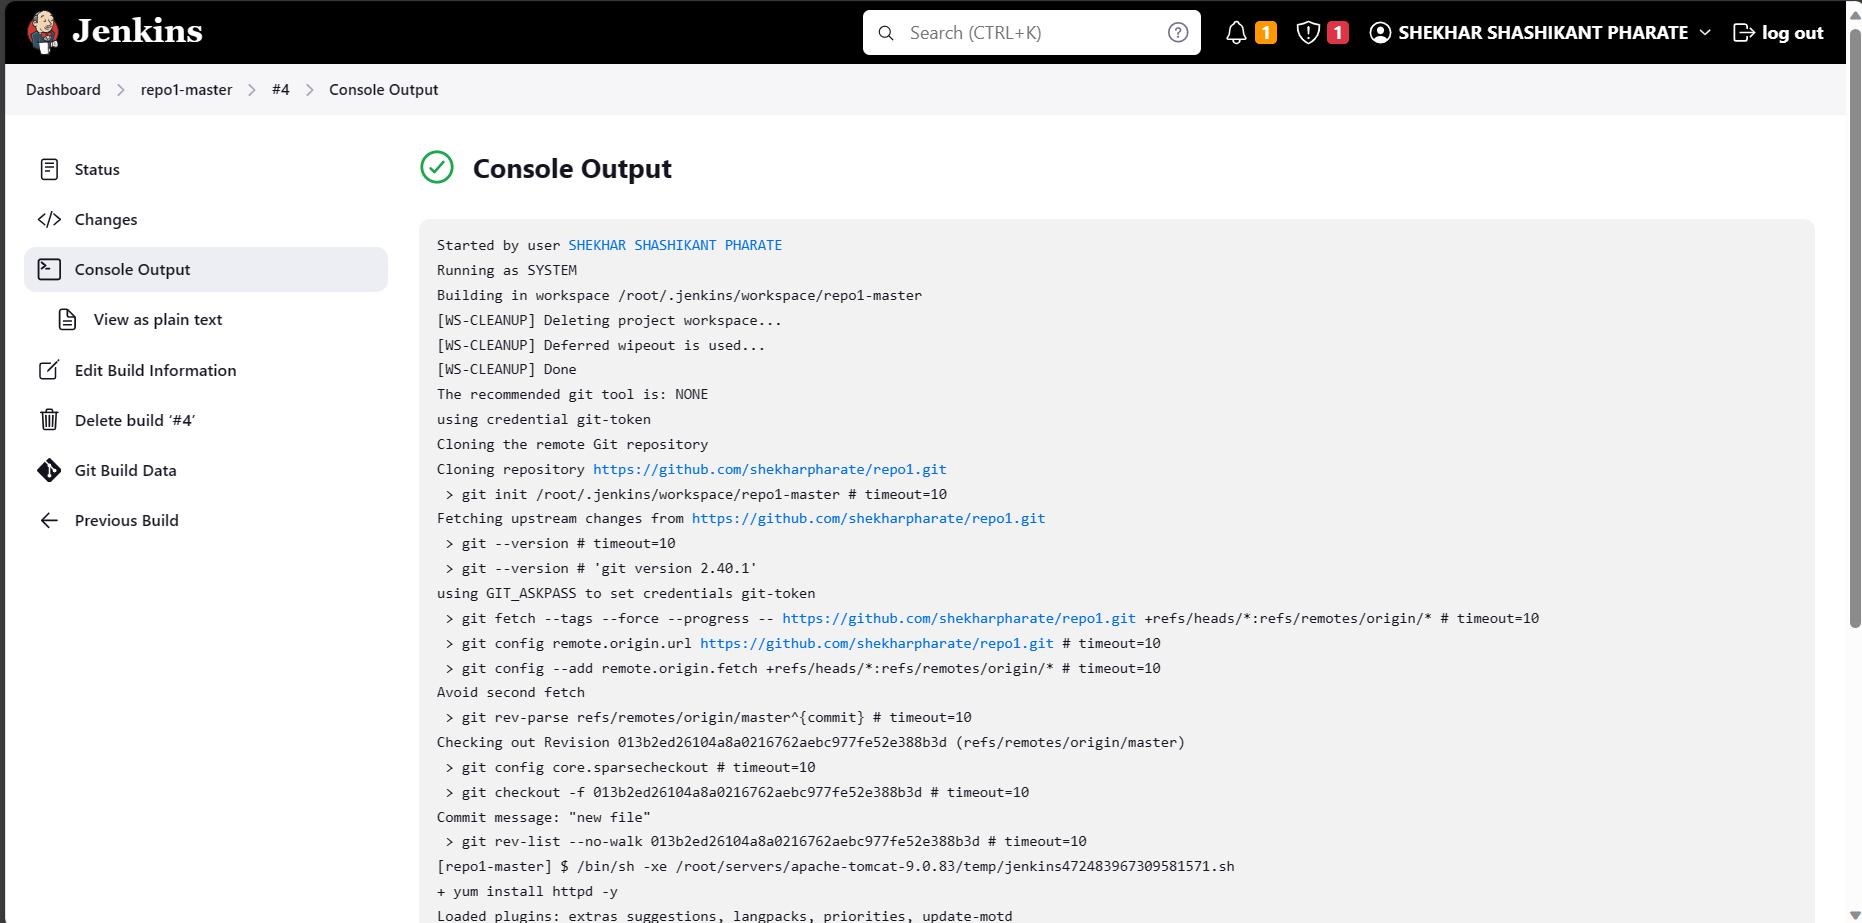 Jenkins
Search (CTRL+K)
1
1
SHEKHAR SHASHIKANT PHARATE
log out
Dashboard > repo1-master > #4 > Console Output
Status
Changes
Console Output
View as plain text
Edit Build Information
Delete build ‘#4’
Git Build Data
Previous Build
Console Output
Started by user SHEKHAR SHASHIKANT PHARATE
Running as SYSTEM
Building in workspace /root/.jenkins/workspace/repo1-master
[WS-CLEANUP] Deleting project workspace...
[WS-CLEANUP] Deferred wipeout is used...
[WS-CLEANUP] Done
The recommended git tool is: NONE
using credential git-token
Cloning the remote Git repository
Cloning repository https://github.com/shekharpharate/repo1.git
 > git init /root/.jenkins/workspace/repo1-master # timeout=10
Fetching upstream changes from https://github.com/shekharpharate/repo1.git
 > git --version # timeout=10
 > git --version # 'git version 2.40.1'
using GIT_ASKPASS to set credentials git-token
 > git fetch --tags --force --progress -- https://github.com/shekharpharate/repo1.git +refs/heads/*:refs/remotes/origin/* # timeout=10
 > git config remote.origin.url https://github.com/shekharpharate/repo1.git # timeout=10
 > git config --add remote.origin.fetch +refs/heads/*:refs/remotes/origin/* # timeout=10
Avoid second fetch
 > git rev-parse refs/remotes/origin/master^{commit} # timeout=10
Checking out Revision 013b2ed26104a8a0216762aebc977fe52e388b3d (refs/remotes/origin/master)
 > git config core.sparsecheckout # timeout=10
 > git checkout -f 013b2ed26104a8a0216762aebc977fe52e388b3d # timeout=10
Commit message: "new file"
 > git rev-list --no-walk 013b2ed26104a8a0216762aebc977fe52e388b3d # timeout=10
[repo1-master] $ /bin/sh -xe /root/servers/apache-tomcat-9.0.83/temp/jenkins472483967309581571.sh
+ yum install httpd -y
Loaded plugins: extras suggestions, langpacks, priorities, update-motd